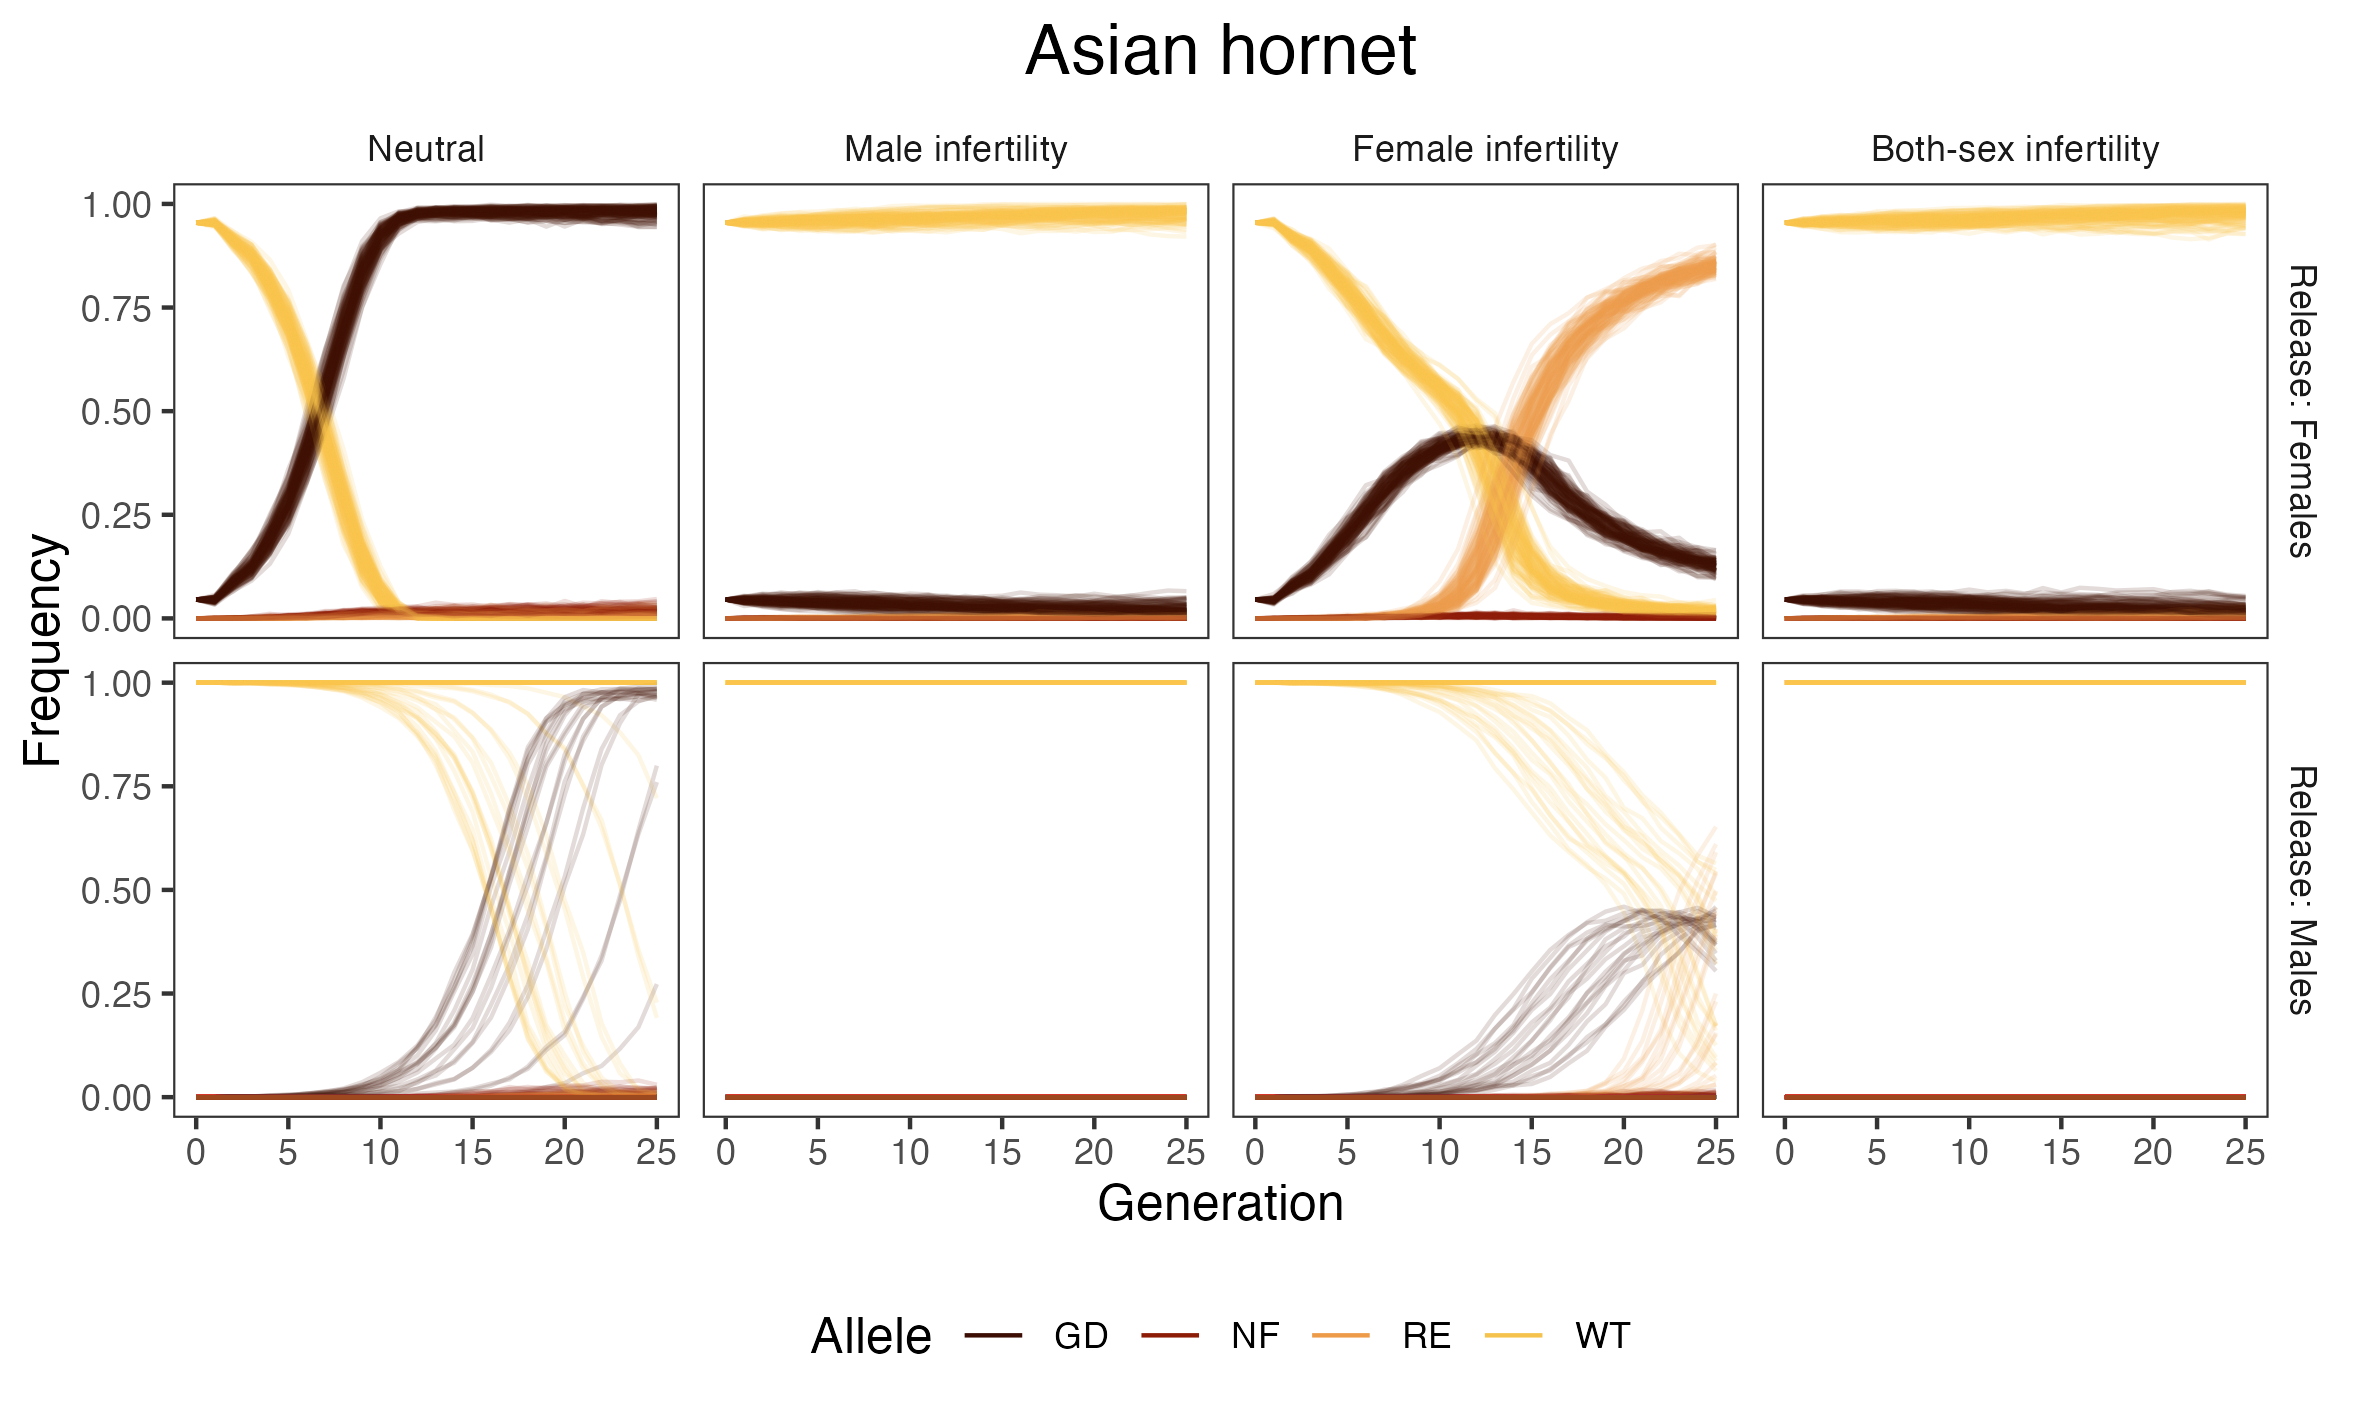 Asian hornet
Neutral
Male infertility
Female infertility
Both-sex infertility
1.00
0.75
0.50
0.25
0.00
Release: Females
Frequency
1.00
0.75
0.50
0.25
0.00
Release: Males
0 5 10 15 20 25
0 5 10 15 20 25
0 5 10 15 20 25
0 5 10 15 20 25
Generation
Allele GD NF RE WT